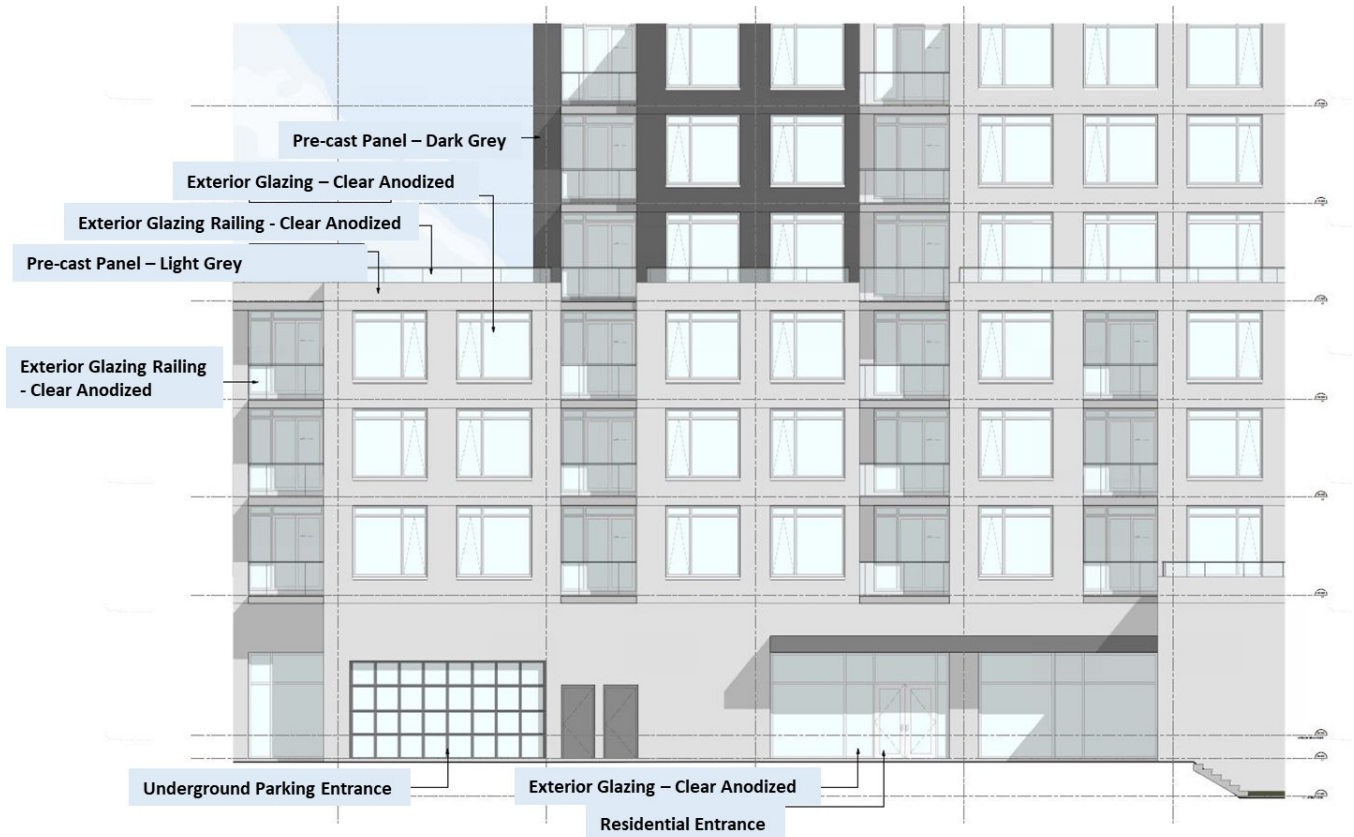 Pre-cast Panel – Dark Grey
Exterior Glazing – Clear Anodized
Exterior Glazing Railing - Clear Anodized
Pre-cast Panel – Light Grey
Exterior Glazing Railing
- Clear Anodized
Underground Parking Entrance
Exterior Glazing – Clear Anodized
Residential Entrance